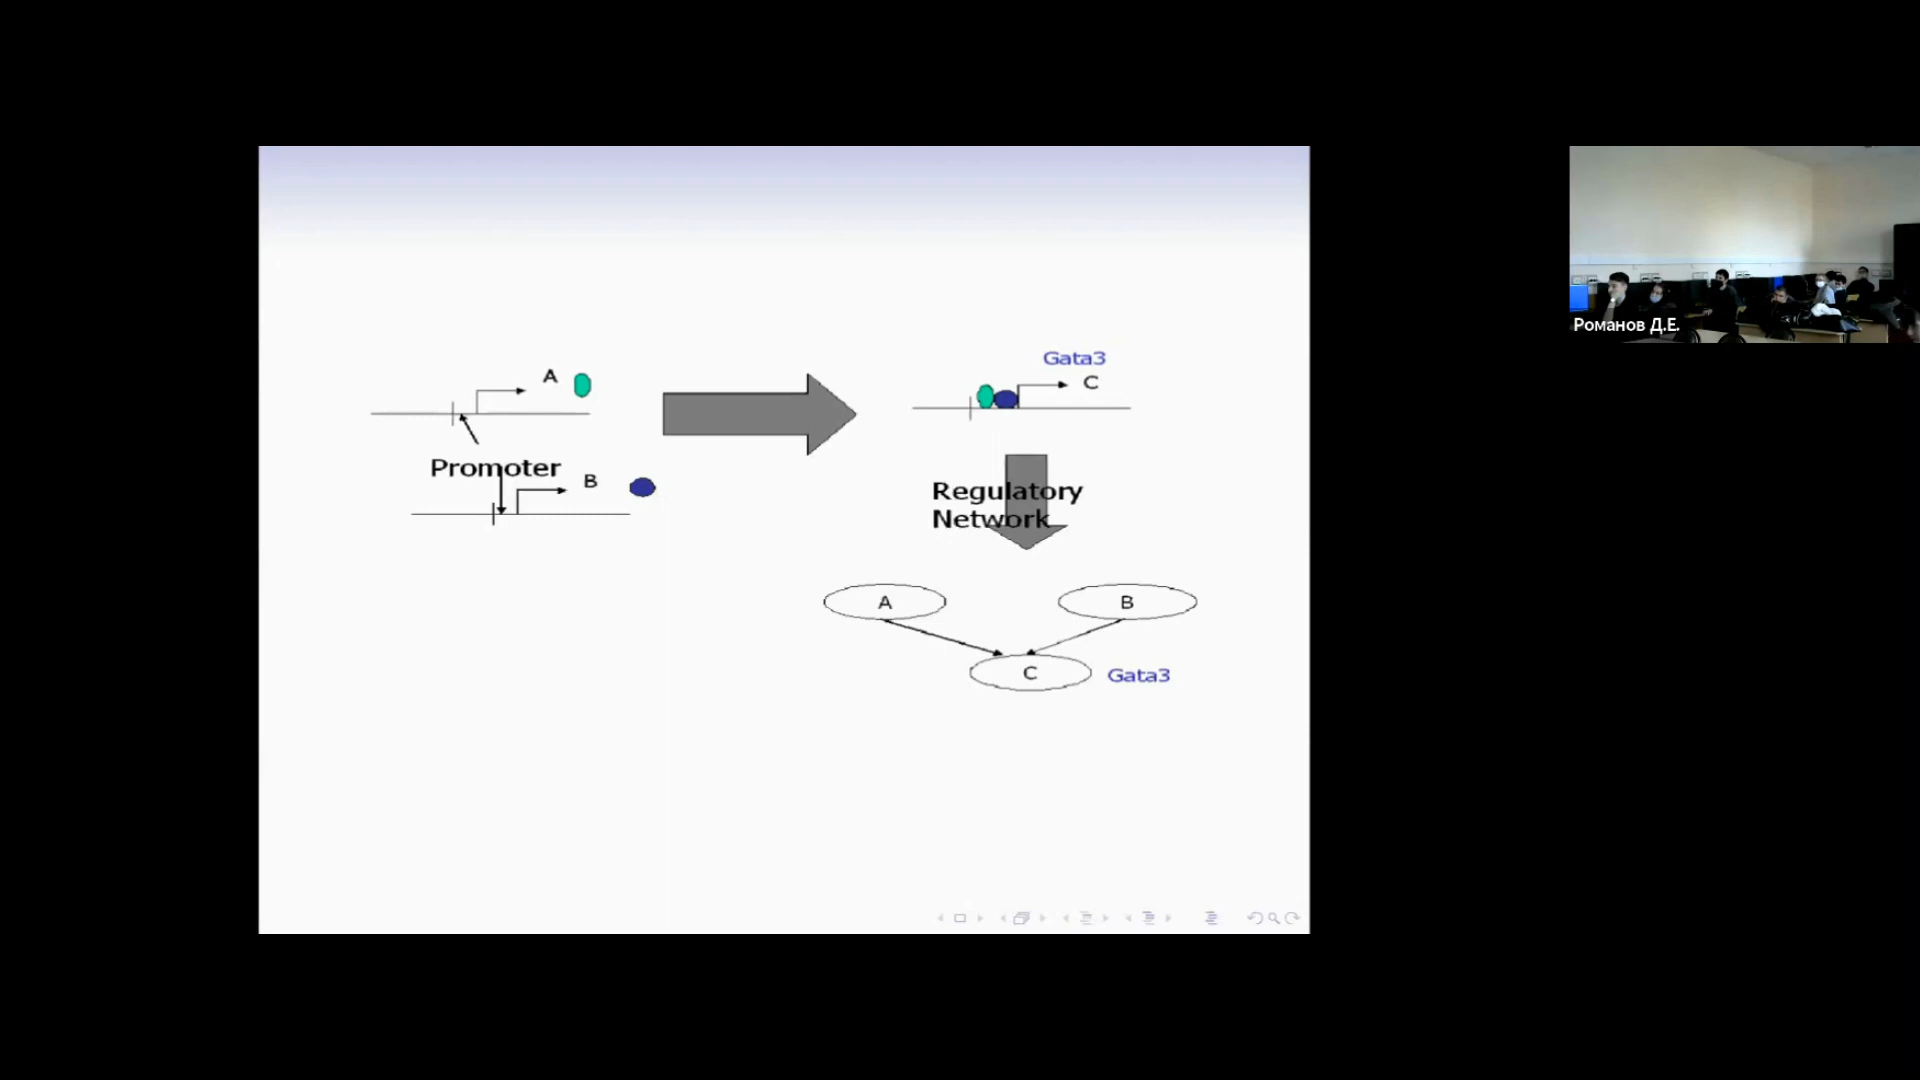 A
Promoter
B
Gata3
C
Regulatory
Network
A
B
C
Gata3
Романов Д.Е.